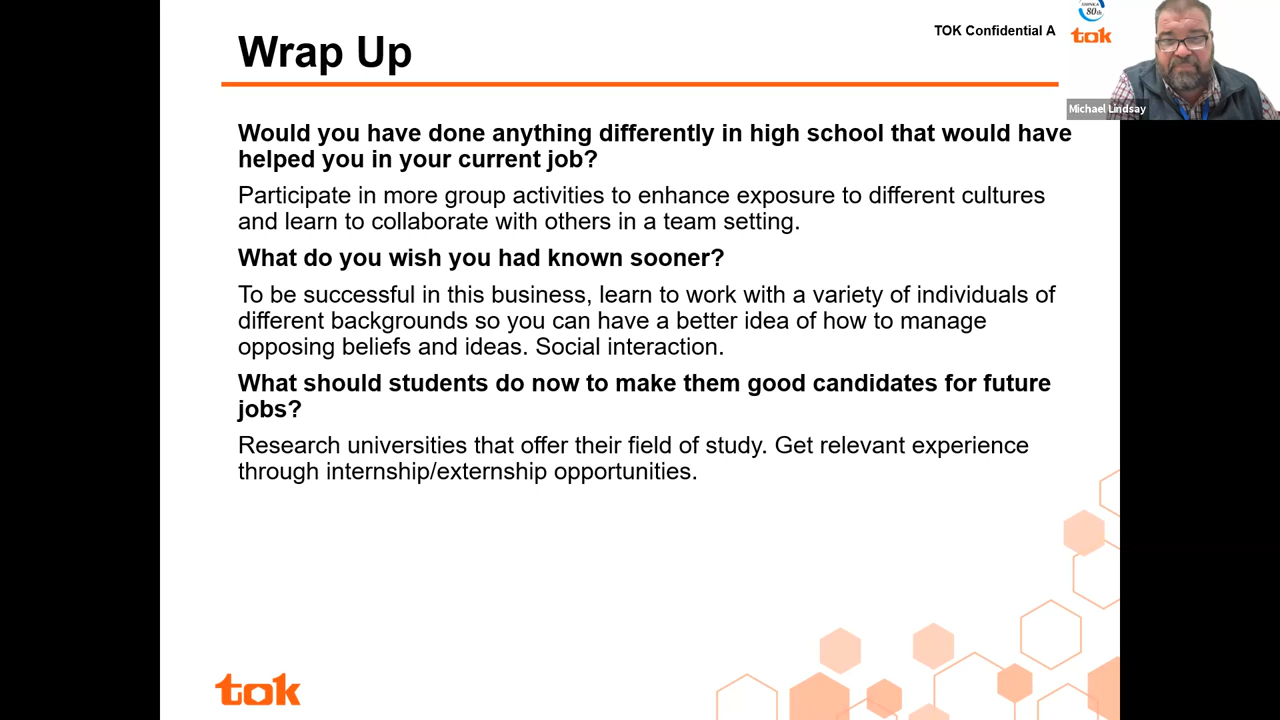 Wrap Up
TOK Confidential A
80th
tok
Michael Lindsay
Would you have done anything differently in high school that would have
helped you in your current job?
Participate in more group activities to enhance exposure to different cultures
and learn to collaborate with others in a team setting.
What do you wish you had known sooner?
To be successful in this business, learn to work with a variety of individuals of
different backgrounds so you can have a better idea of how to manage
opposing beliefs and ideas. Social interaction.
What should students do now to make them good candidates for future
jobs?
Research universities that offer their field of study. Get relevant experience
through internship/externship opportunities.
tok